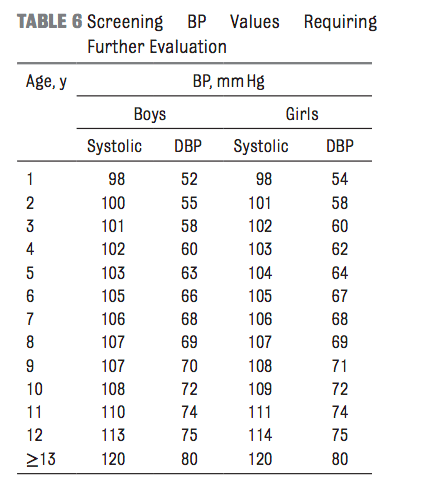 TABLE 6 Screening BP Values Requiring
Further Evaluation
Age, y BP, mm Hg
Boys Girls
Systolic DBP Systolic DBP
1 98 52 98 54
2 100 55 101 58
3 101 58 102 60
4 102 60 103 62
5 103 63 104 64
6 105 66 105 67
7 106 68 106 68
8 107 69 107 69
9 107 70 108 71
10 108 72 109 72
11 110 74 111 74
12 113 75 114 75
≥13 120 80 120 80